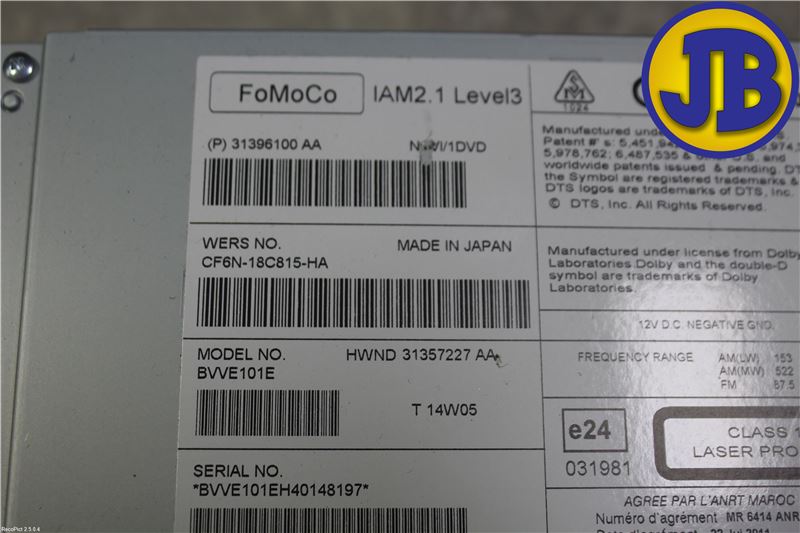 FoMoCo
IAM2.1 Level3
(P) 31396100 AA
/1DVD
WERS NO.
MADE IN JAPAN
CF6N-18C815-HA
MODEL NO.
HWND 31357227 AA
BVVE101E
T 14W05
SERIAL NO.
*BVVE101EH40148197*
1024
JB
Manufactured
Patent #'s: 5,451,942
5,978,762; 6,487,535 &
worldwide patents issued & pending.
the Symbol are registered trademarks &
DTS logos are trademarks of DTS, Inc.
© DTS, Inc. All Rights Reserved.
Manufactured under license from Dolby
Laboratories Dolby and the double-D
symbol are trademarks of Dolby
Laboratories.
12V D.C. NEGATIVE GND.
FREQUENCY RANGE
AM(LW) 153
AM(MW) 522
FM 87.5
e24
031981
CLASS 1
LASER PRO
AGREE PAR L'ANRT MAROC
Numéro d'agrément MR 6414 ANR
RecoPict 2.5.0.4